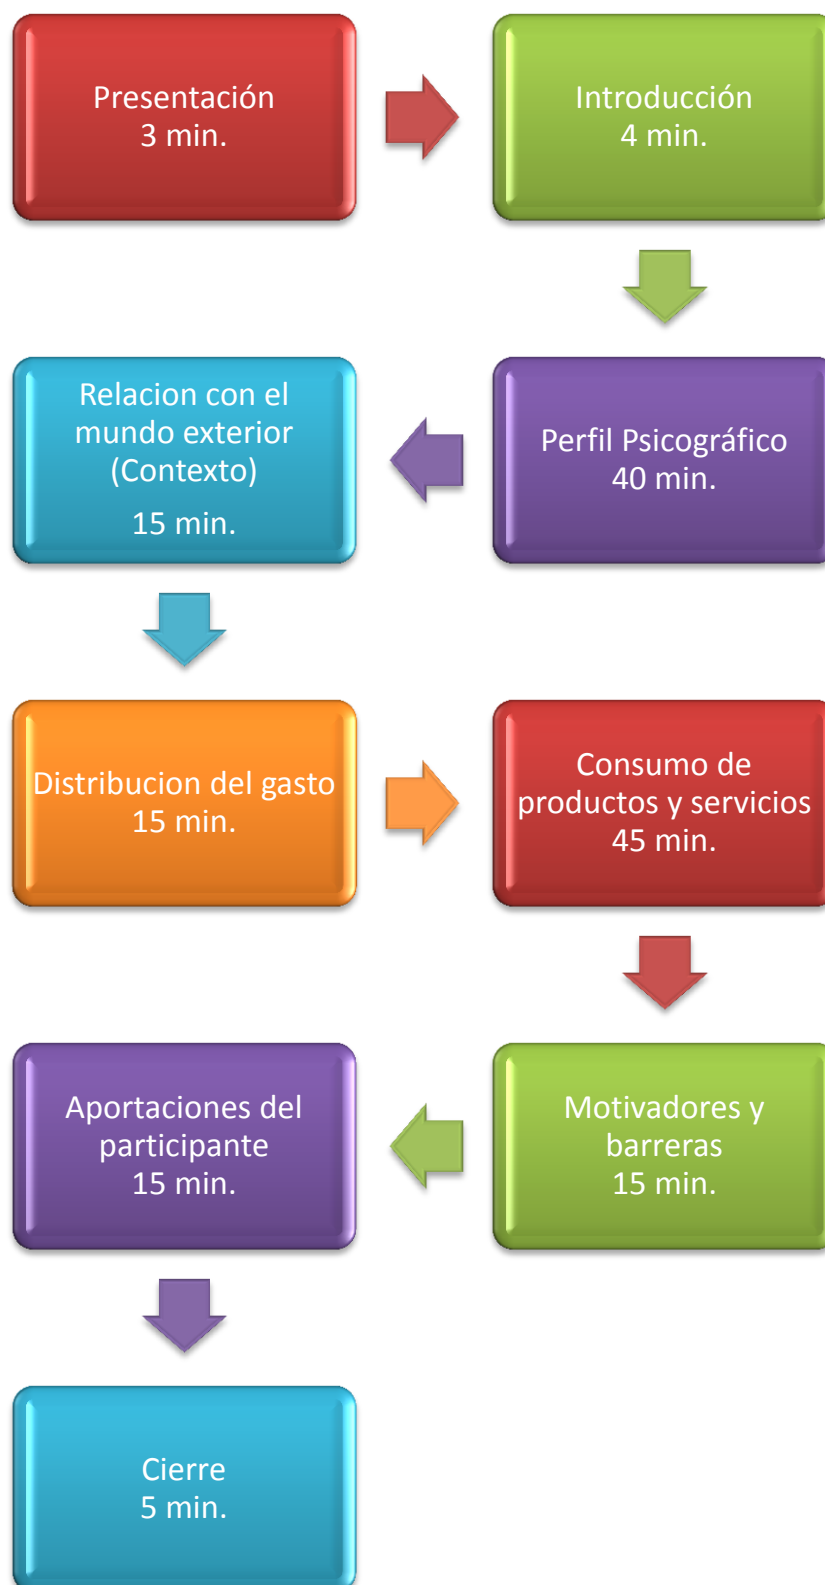 Presentación
3 min.
Introducción
4 min.
Perfil Psicográfico
40 min.
Relacion con el
mundo exterior
(Contexto)
15 min.
Distribucion del gasto
15 min.
Consumo de
productos y servicios
45 min.
Motivadores y
barreras
15 min.
Aportaciones del
participante
15 min.
Cierre
5 min.